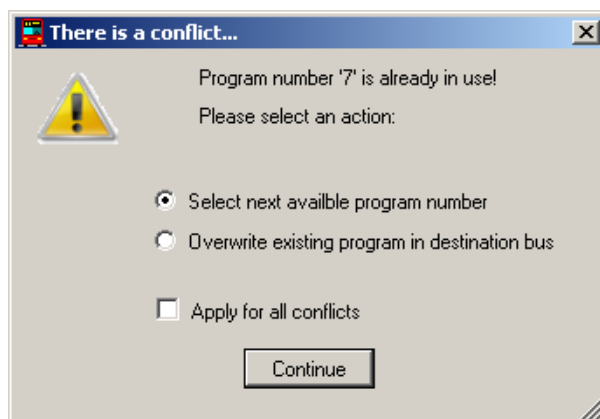 There is a conflict...
Program number '7' is already in use!
Please select an action:
Select next availble program number
Overwrite existing program in destination bus
Apply for all conflicts
Continue